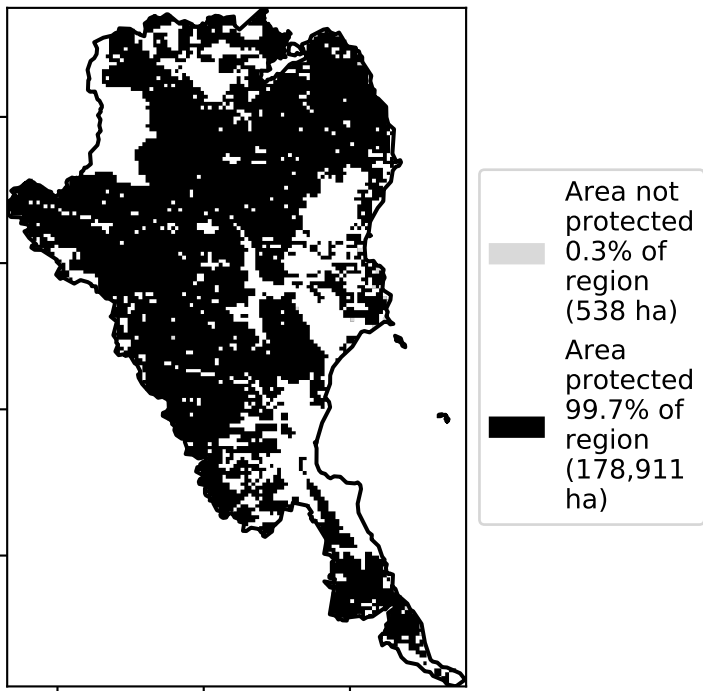 Area not
protected
0.3% of
region
(538 ha)
Area
protected
99.7% of
region
(178,911
ha)